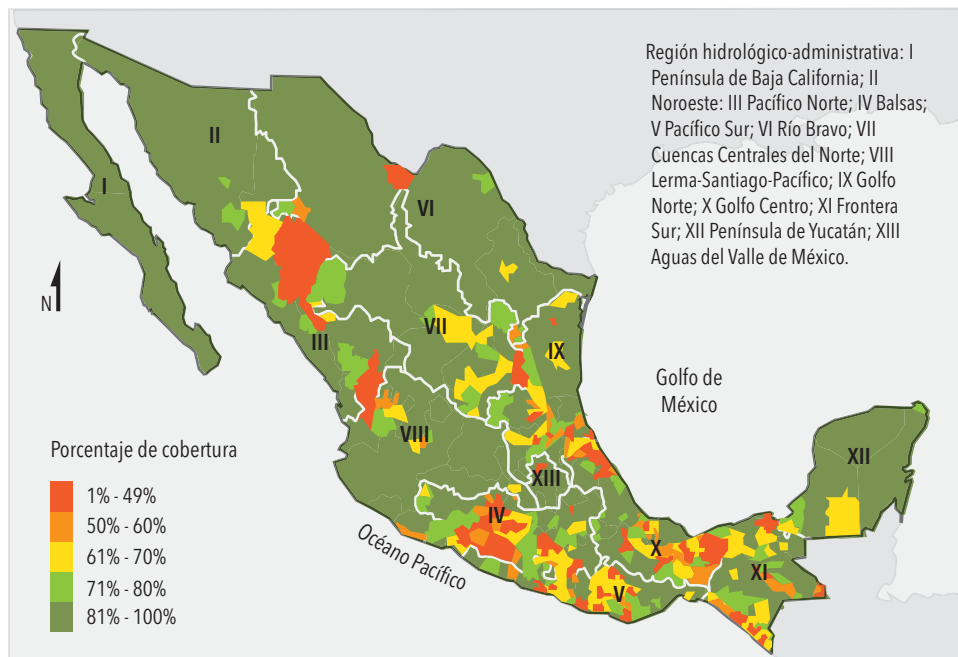 Región hidrológico-administrativa: I
Península de Baja California; II
Noroeste: III Pacífico Norte; IV Balsas;
V Pacífico Sur; VI Río Bravo; VII
Cuencas Centrales del Norte; VIII
Lerma-Santiago-Pacífico; IX Golfo
Norte; X Golfo Centro; XI Frontera
Sur; XII Península de Yucatán; XIII
Aguas del Valle de México.
II
I
VI
N
III
VII
IX
Golfo de
México
VIII
XII
XIII
Porcentaje de cobertura
1% - 49%
50% - 60%
61% - 70%
71% - 80%
81% - 100%
IV
Océano Pacífico
X
XI
V